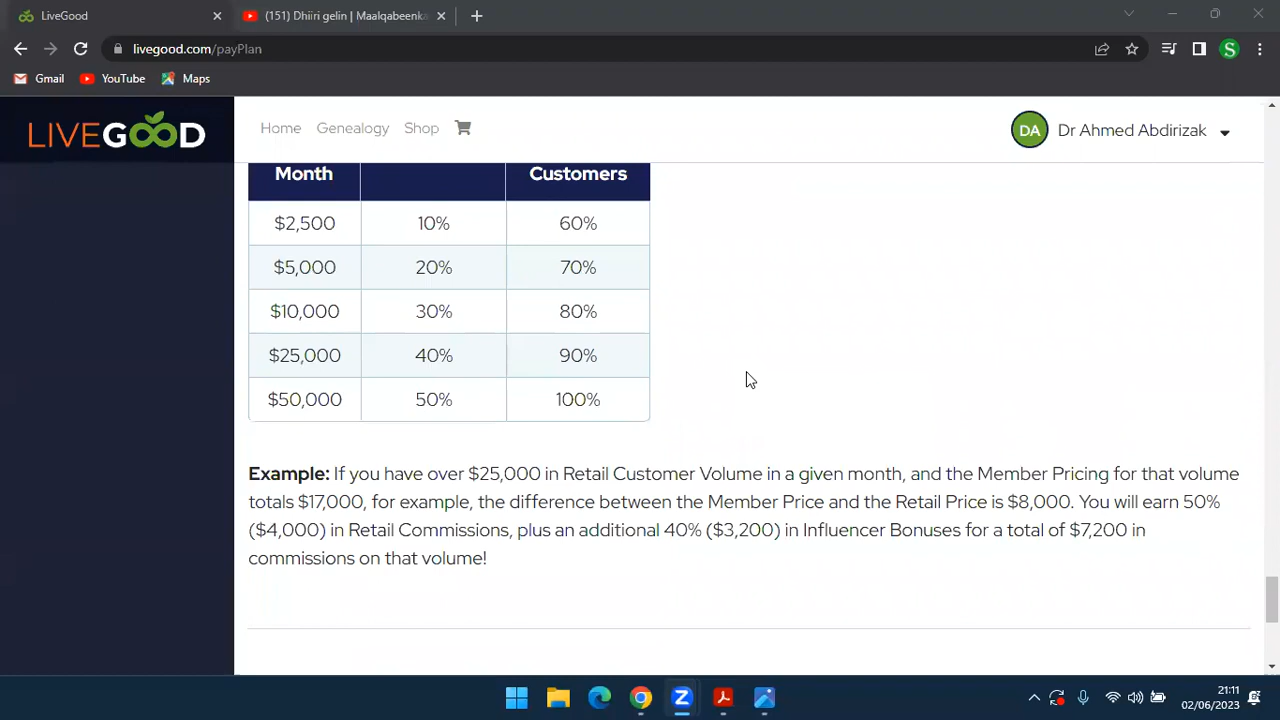 LiveGood
(151) Dhiiri gelin | Maalqabeenka
livegood.com/payPlan
S
Gmail
YouTube
Maps
LIVEGOOD
Home
Genealogy
Shop
DA
Dr Ahmed Abdirizak
Month
Customers
$2,500 10% 60%
$5,000 20% 70%
$10,000 30% 80%
$25,000 40% 90%
$50,000 50% 100%
Example: If you have over $25,000 in Retail Customer Volume in a given month, and the Member Pricing for that volume
totals $17,000, for example, the difference between the Member Price and the Retail Price is $8,000. You will earn 50%
($4,000) in Retail Commissions, plus an additional 40% ($3,200) in Influencer Bonuses for a total of $7,200 in
commissions on that volume!
21:11
02/06/2023